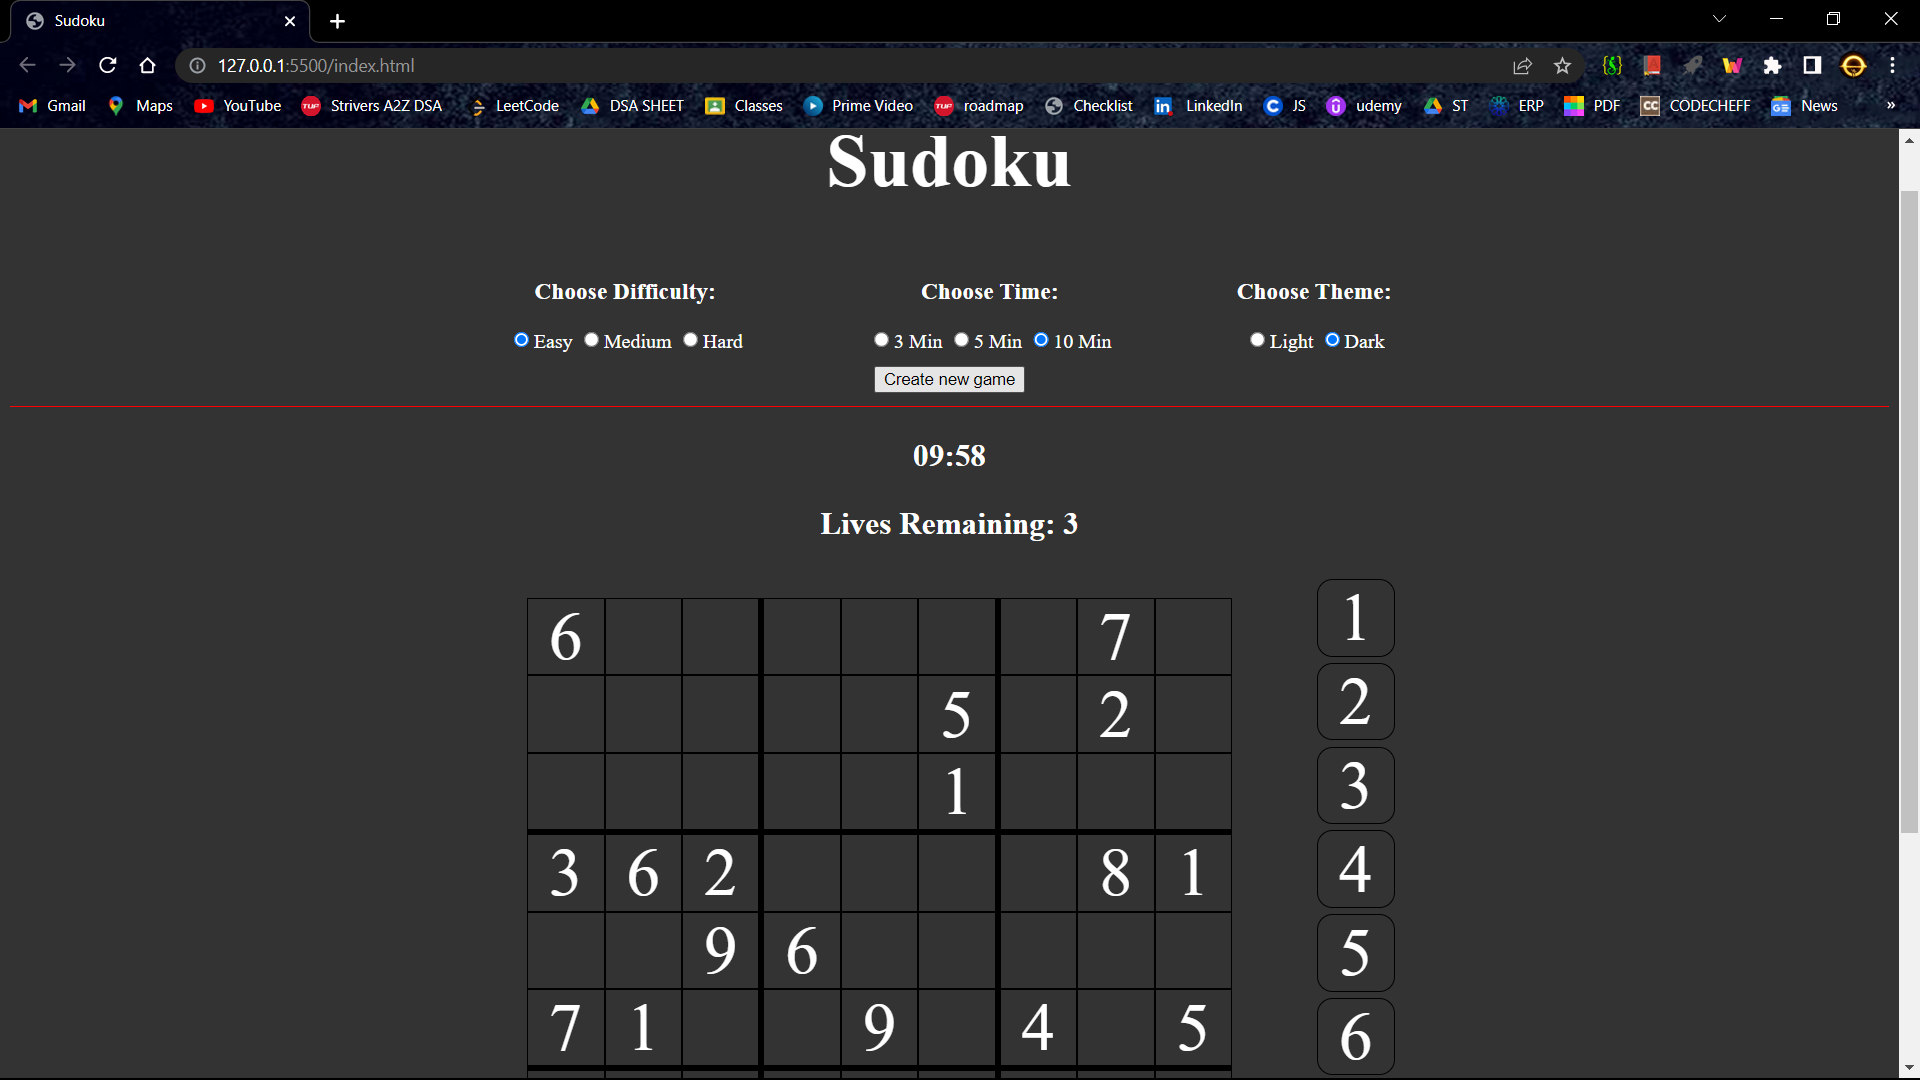 Sudoku
127.0.0.1:5500/index.html
Gmail Maps YouTube Strivers A2Z DSA LeetCode DSA SHEET Classes Prime Video roadmap Checklist LinkedIn JS udemy ST ERP PDF CODECHEFF News »
Sudoku
Choose Difficulty: Choose Time: Choose Theme:
Easy Medium Hard 3 Min 5 Min 10 Min Light Dark
Create new game
09:58
Lives Remaining: 3
6 7
5 2
1
3 6 2 8 1
9 6
7 1 9 4 5
1
2
3
4
5
6